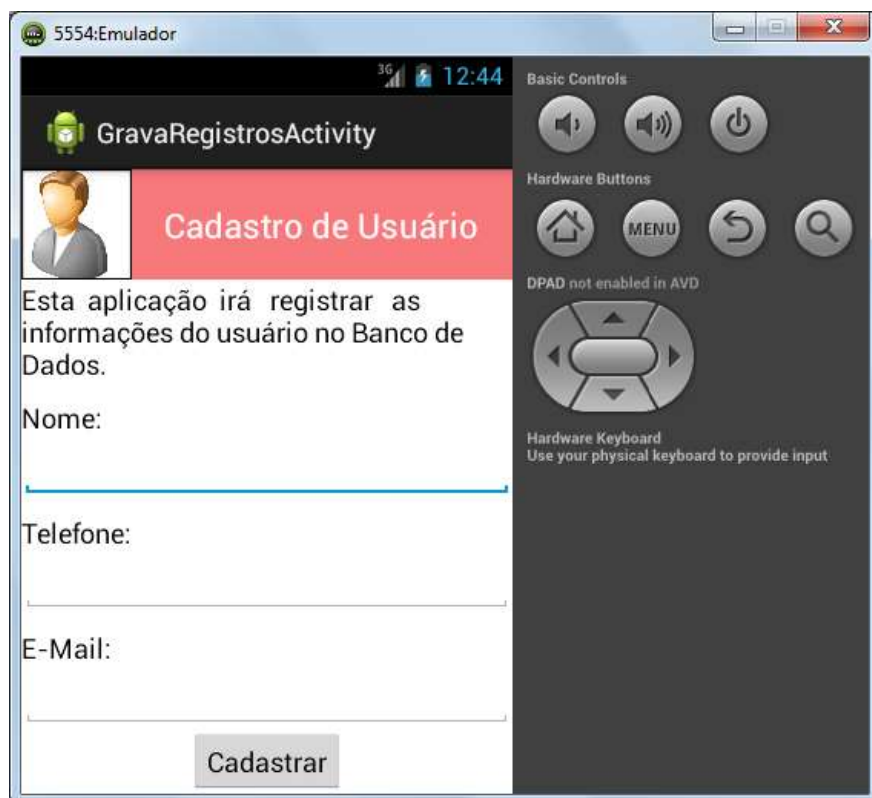 5554:Emulador
3G 12:44
GravaRegistrosActivity
Cadastro de Usuário
Esta aplicação irá registrar as
informações do usuário no Banco de
Dados.
Nome:
Telefone:
E-Mail:
Cadastrar
Basic Controls
Hardware Buttons
MENU
DPAD not enabled in AVD
Hardware Keyboard
Use your physical keyboard to provide input